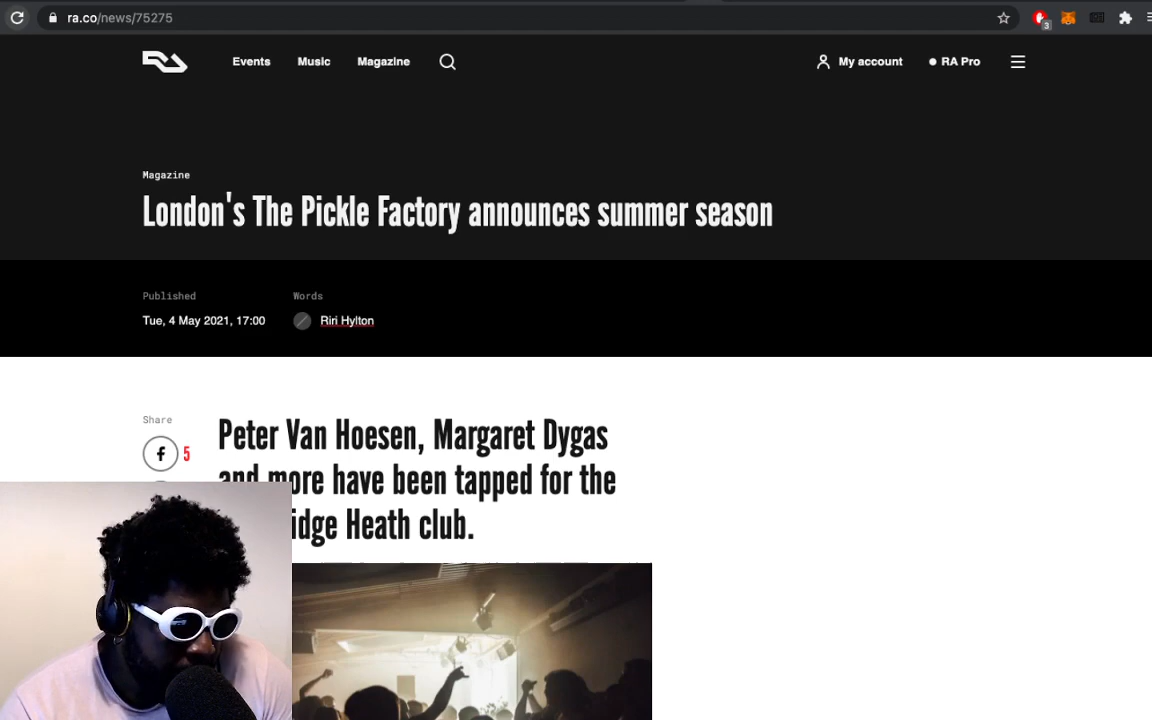 ra.co/news/75275
3
Events Music Magazine My account RA Pro
Magazine
London's The Pickle Factory announces summer season
Published Words
Tue, 4 May 2021, 17:00 Riri Hylton
Share
5
Peter Van Hoesen, Margaret Dygas
and more have been tapped for the
idge Heath club.